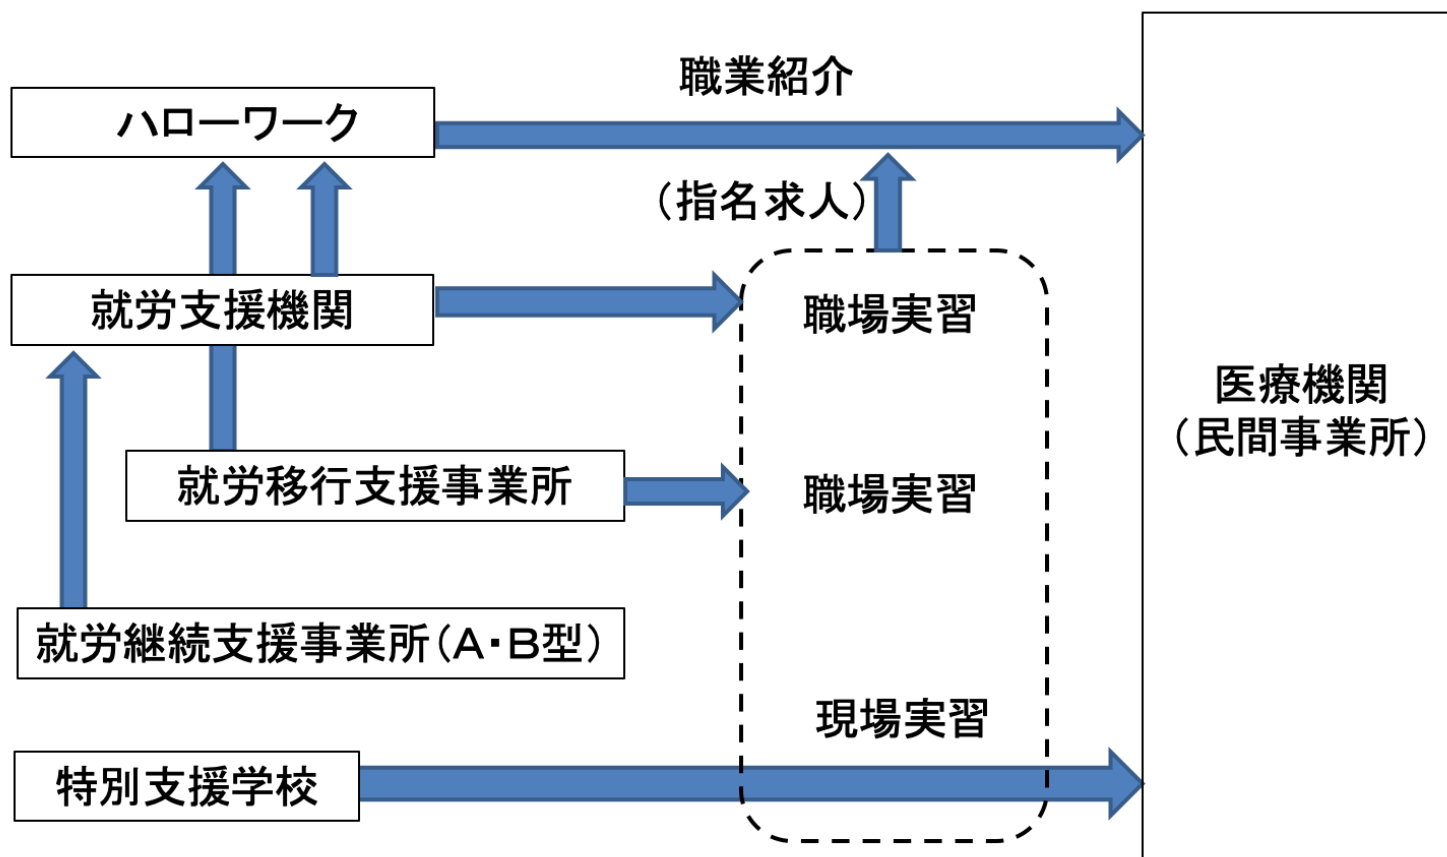 職業紹介
ハローワーク
（指名求人）
就労支援機関
職場実習
医療機関
（民間事業所）
就労移行支援事業所
職場実習
就労継続支援事業所（A・B型）
現場実習
特別支援学校